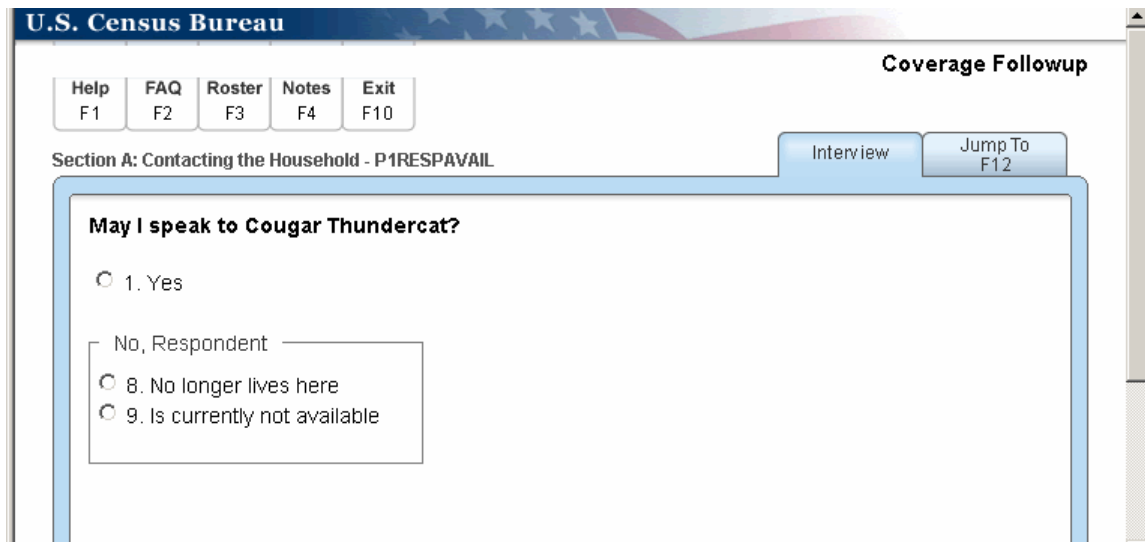 U.S. Census Bureau
Coverage Followup
Help FAQ Roster Notes Exit
F1 F2 F3 F4 F10
Section A: Contacting the Household - P1RESPAVAIL
Interview
Jump To
F12
May I speak to Cougar Thundercat?
1. Yes
No, Respondent
8. No longer lives here
9. Is currently not available